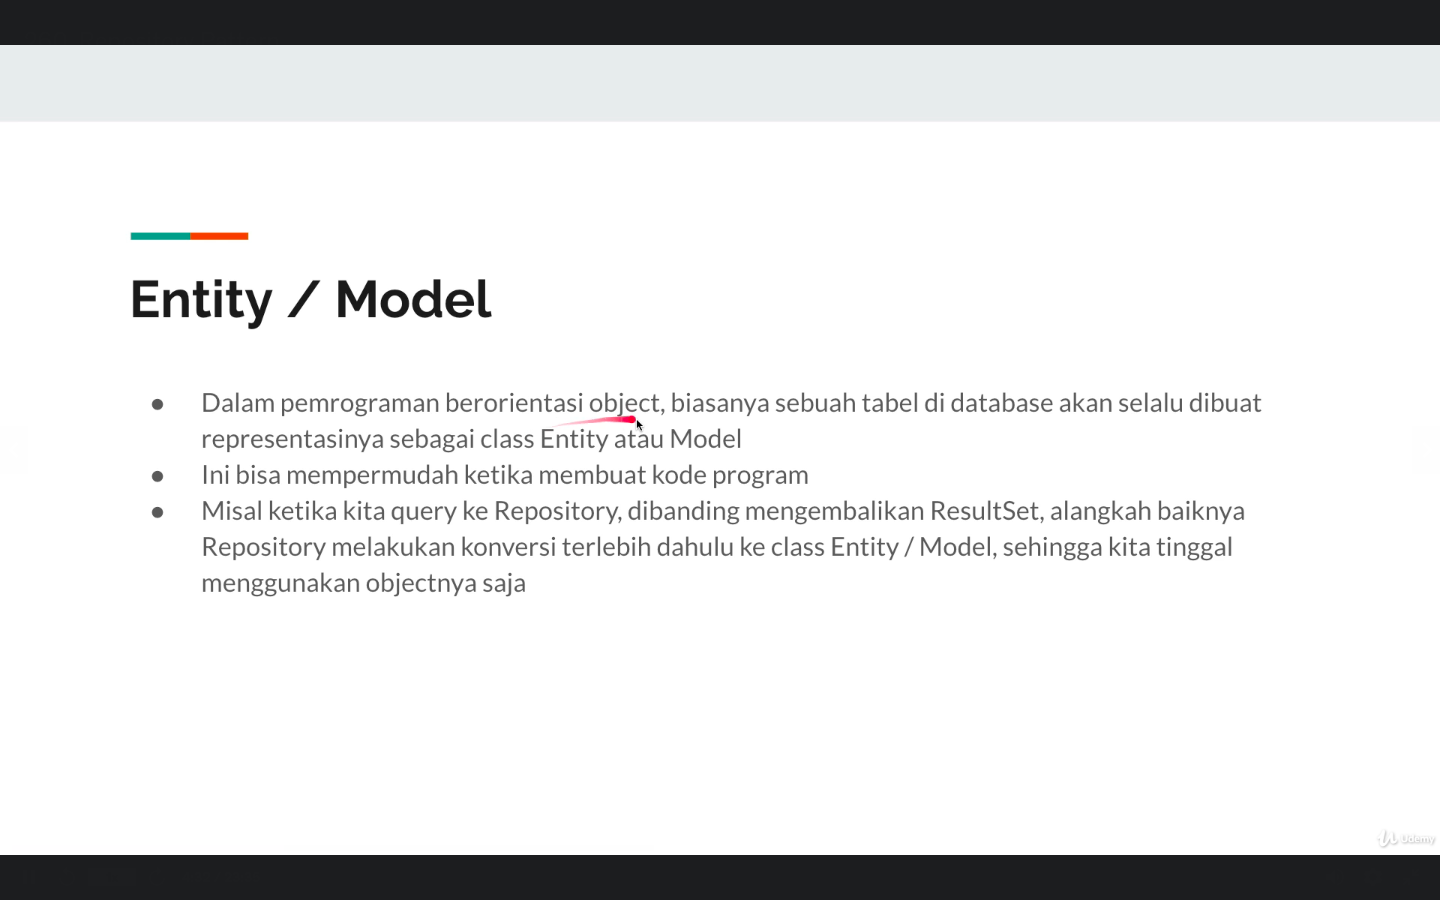 Entity / Model
● Dalam pemrograman berorientasi object, biasanya sebuah tabel di database akan selalu dibuat
representasinya sebagai class Entity atau Model
● Ini bisa mempermudah ketika membuat kode program
● Misal ketika kita query ke Repository, dibanding mengembalikan ResultSet, alangkah baiknya
Repository melakukan konversi terlebih dahulu ke class Entity / Model, sehingga kita tinggal
menggunakan objectnya saja
Udemy